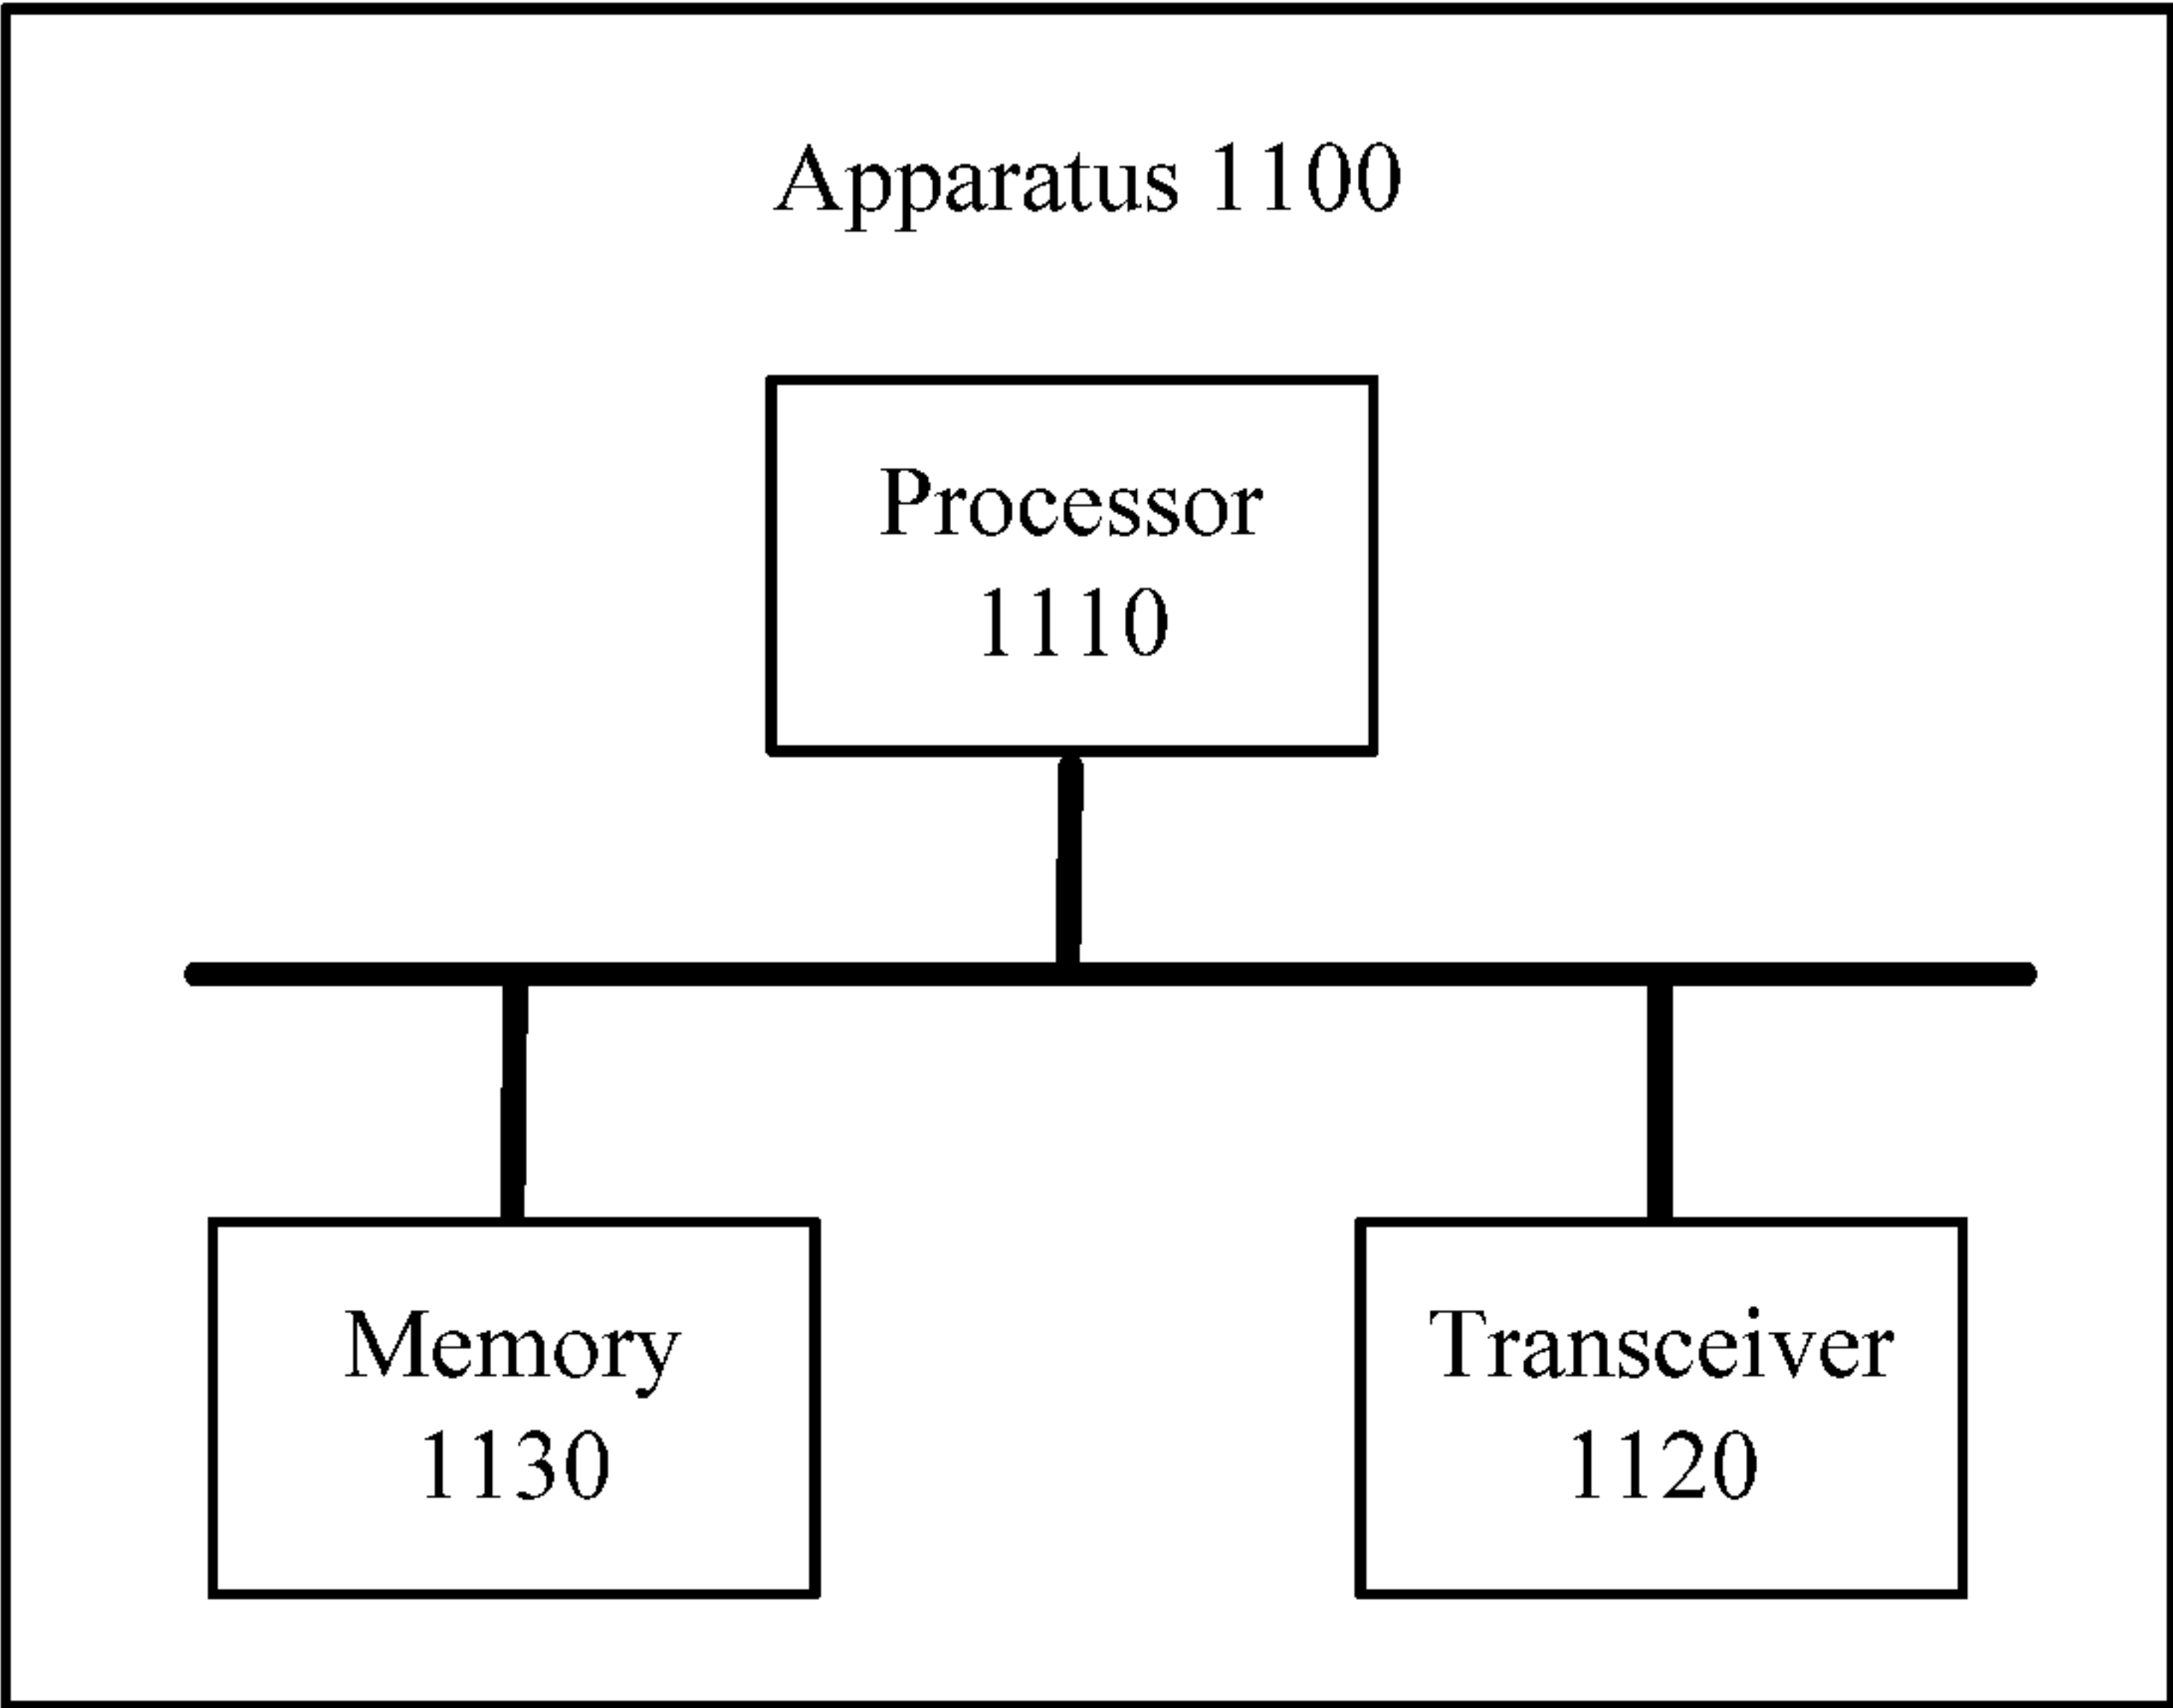 Apparatus 1100
Processor
1110
Memory
1130
Transceiver
1120